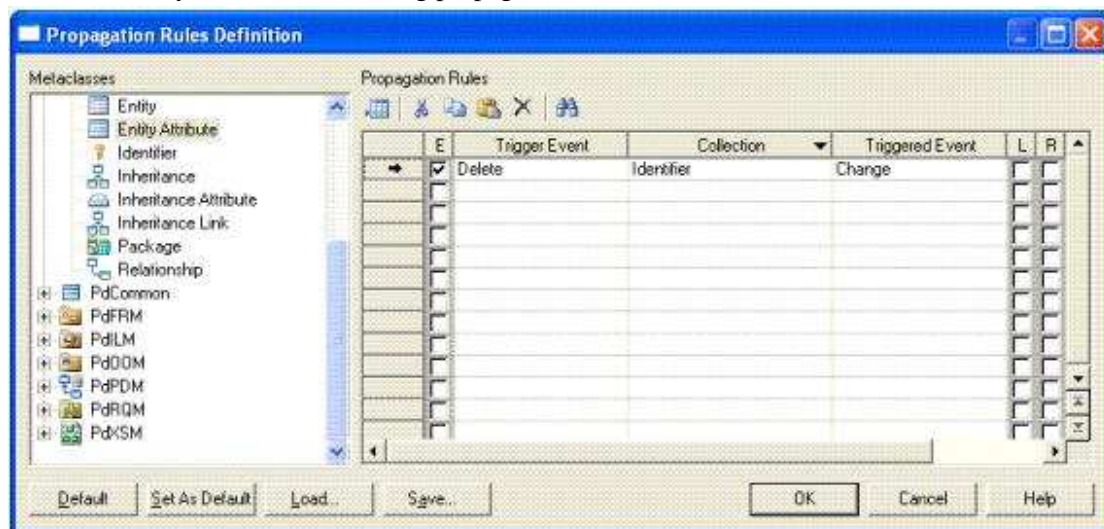 Propagation Rules Definition
Metaclasses
Propagation Rules
Entity
Entity Attribute
Identifier
Inheritance
Inheritance Attribute
Inheritance Link
Package
Relationship
PdCommon
PdFRM
PdILM
PdOOM
PdPDM
PdRQM
PdXSM
E Trigger Event Collection Triggered Event L R
Delete Identifier Change
Default Set As Default Load... Save... OK Cancel Help